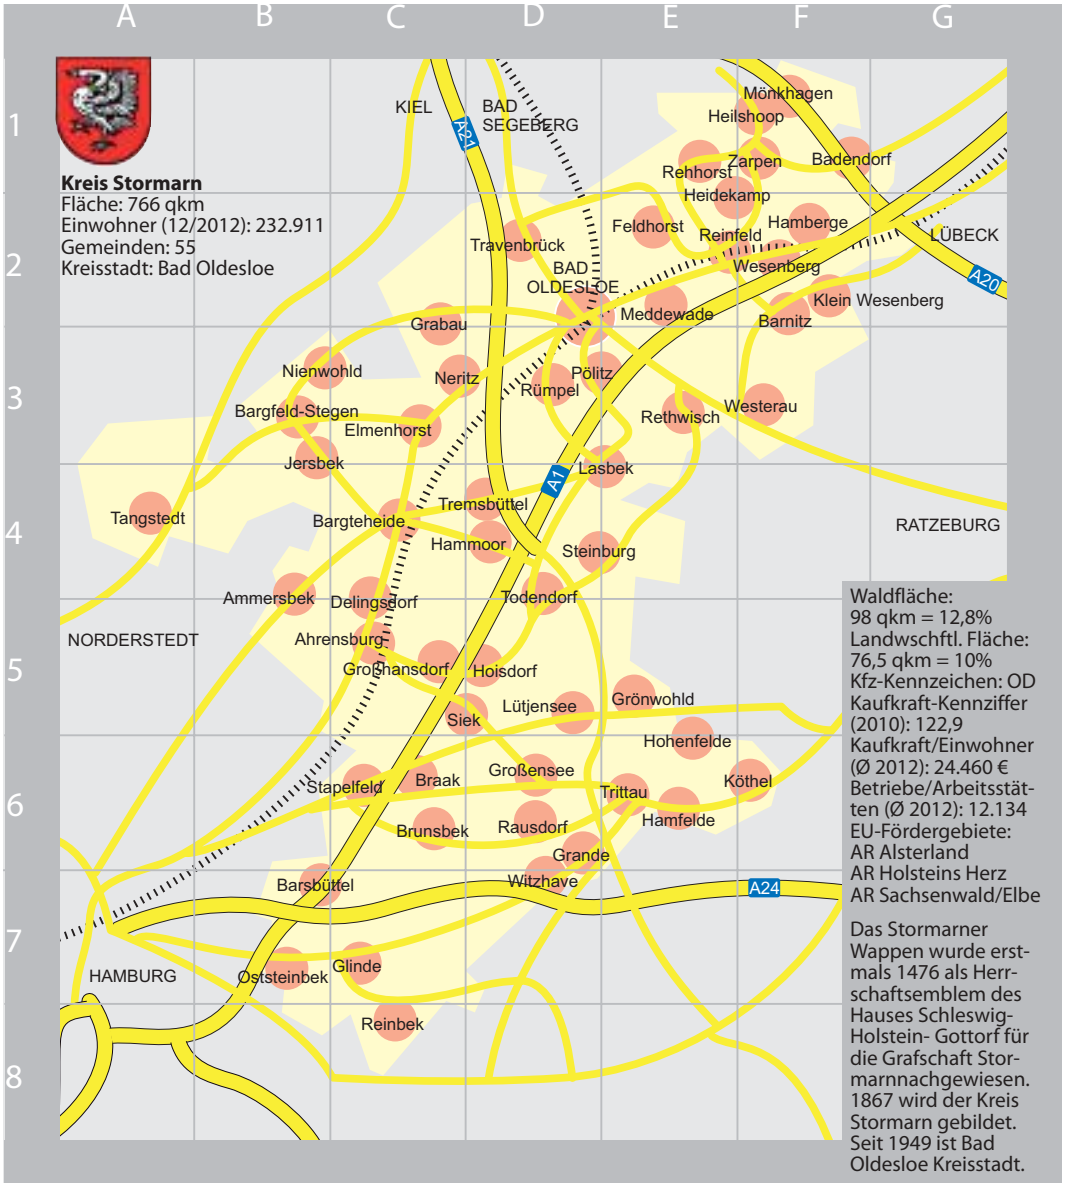 A B C D E F G
1
2
3
4
5
6
7
8
Kreis Stormarn
Fläche: 766 qkm
Einwohner (12/2012): 232.911
Gemeinden: 55
Kreisstadt: Bad Oldesloe
KIEL
BAD
SEGEBERG
A21
Mönkhagen
Heilshoop
Rehhorst
Zarpen
Badendorf
Heidekamp
Feldhorst
Hamberge
Reinfeld
LÜBECK
Travenbrück
Wesenberg
BAD
OLDESLOE
A20
Klein Wesenberg
Meddewade
Barnitz
Grabau
Nienwohld
Neritz
Pölitz
Rümpel
Bargfeld-Stegen
Elmenhorst
Westerau
Rethwisch
Jersbek
Lasbek
A1
Tremsbüttel
Tangstedt
Bargteheide
RATZEBURG
Hammoor
Steinburg
Ammersbek
Delingsdorf
Todendorf
NORDERSTEDT
Ahrensburg
Großhansdorf
Hoisdorf
Grönwohld
Lütjensee
Siek
Hohenfelde
Großensee
Stapelfeld
Braak
Köthel
Trittau
Hamfelde
Brunsbek
Rausdorf
Grande
Barsbüttel
Witzhave
A24
HAMBURG
Oststeinbek
Glinde
Reinbek
Waldfläche:
98 qkm = 12,8%
Landwschftl. Fläche:
76,5 qkm = 10%
Kfz-Kennzeichen: OD
Kaufkraft-Kennziffer
(2010): 122,9
Kaufkraft/Einwohner
(Ø 2012): 24.460 €
Betriebe/Arbeitsstät-
ten (Ø 2012): 12.134
EU-Fördergebiete:
AR Alsterland
AR Holsteins Herz
AR Sachsenwald/Elbe
Das Stormarner
Wappen wurde erst-
mals 1476 als Herr-
schaftsemblem des
Hauses Schleswig-
Holstein- Gottorf für
die Grafschaft Stor-
marnnachgewiesen.
1867 wird der Kreis
Stormarn gebildet.
Seit 1949 ist Bad
Oldesloe Kreisstadt.